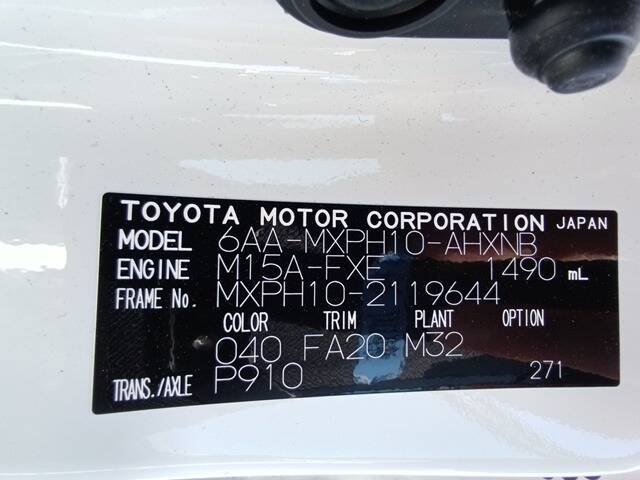 TOYOTA MOTOR CORPORATION JAPAN
MODEL 6AA-MXPH10-AHXNB
ENGINE M15A-FXE 1490 mL
FRAME No. MXPH10-2119644
COLOR TRIM PLANT OPTION
040 FA20 M32
TRANS./AXLE P910 271